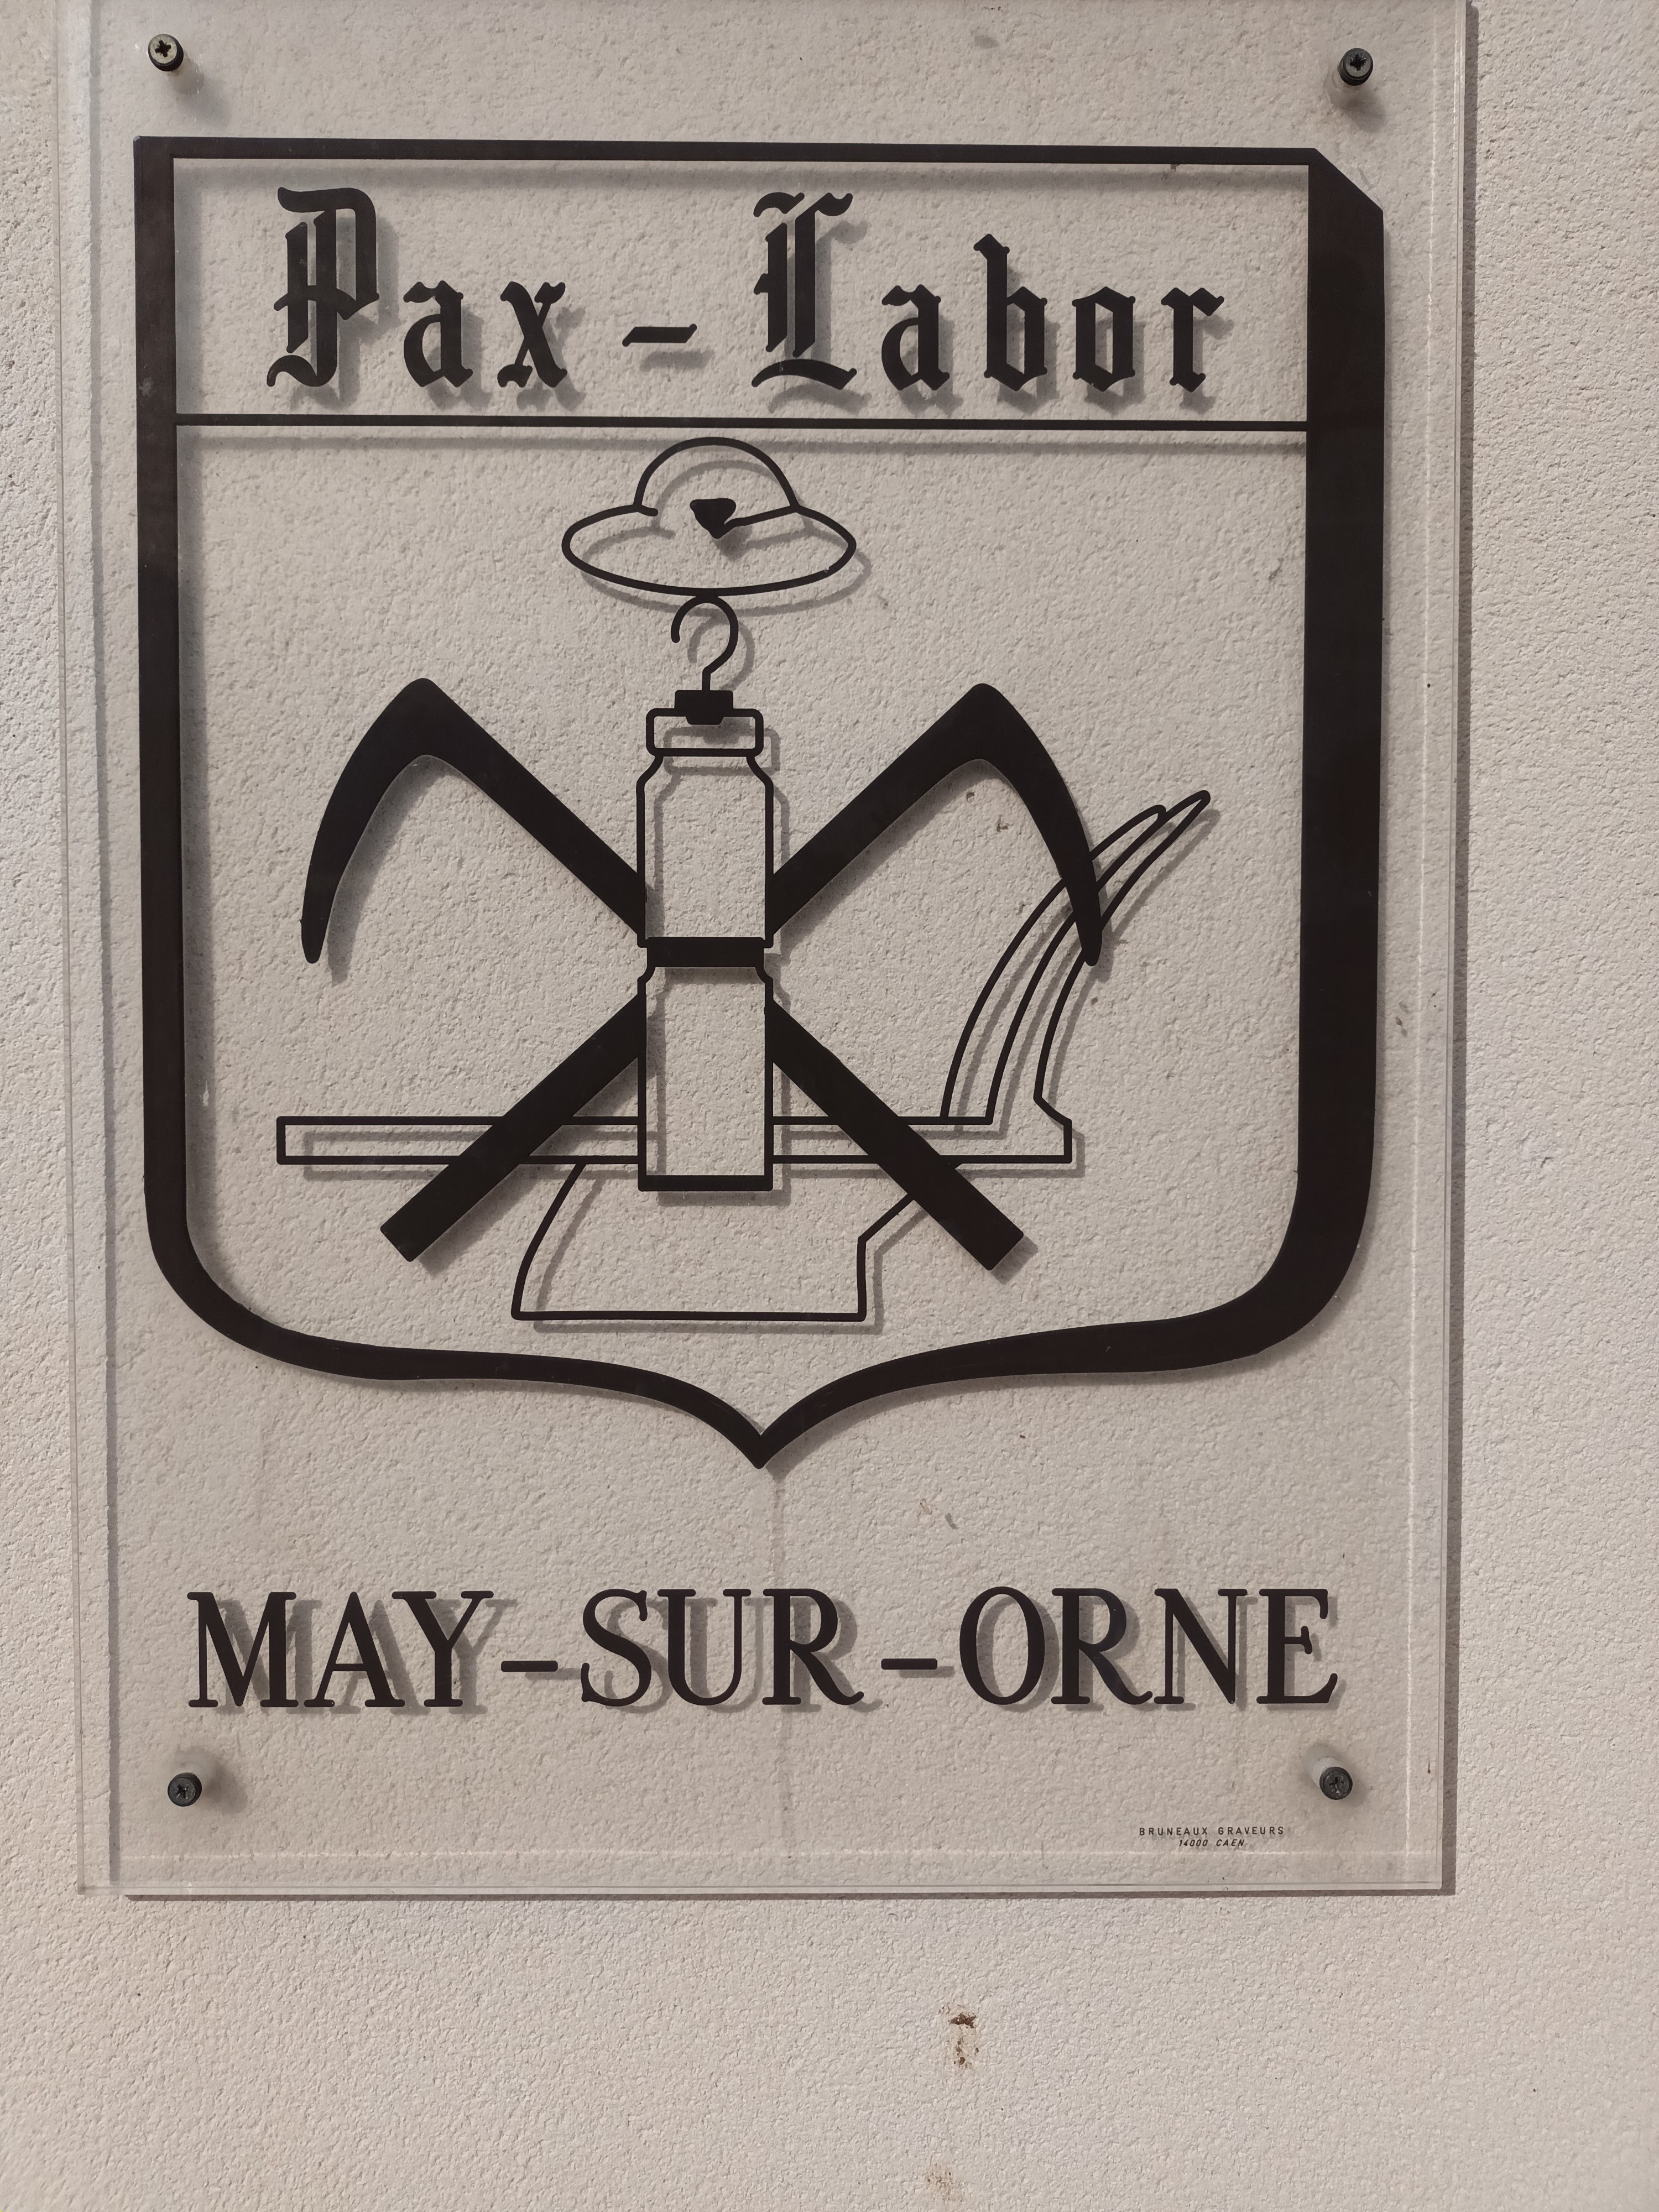 Pax - Labor
MAY-SUR-ORNE
BRUNEAUX GRAVEURS
14000 CAEN